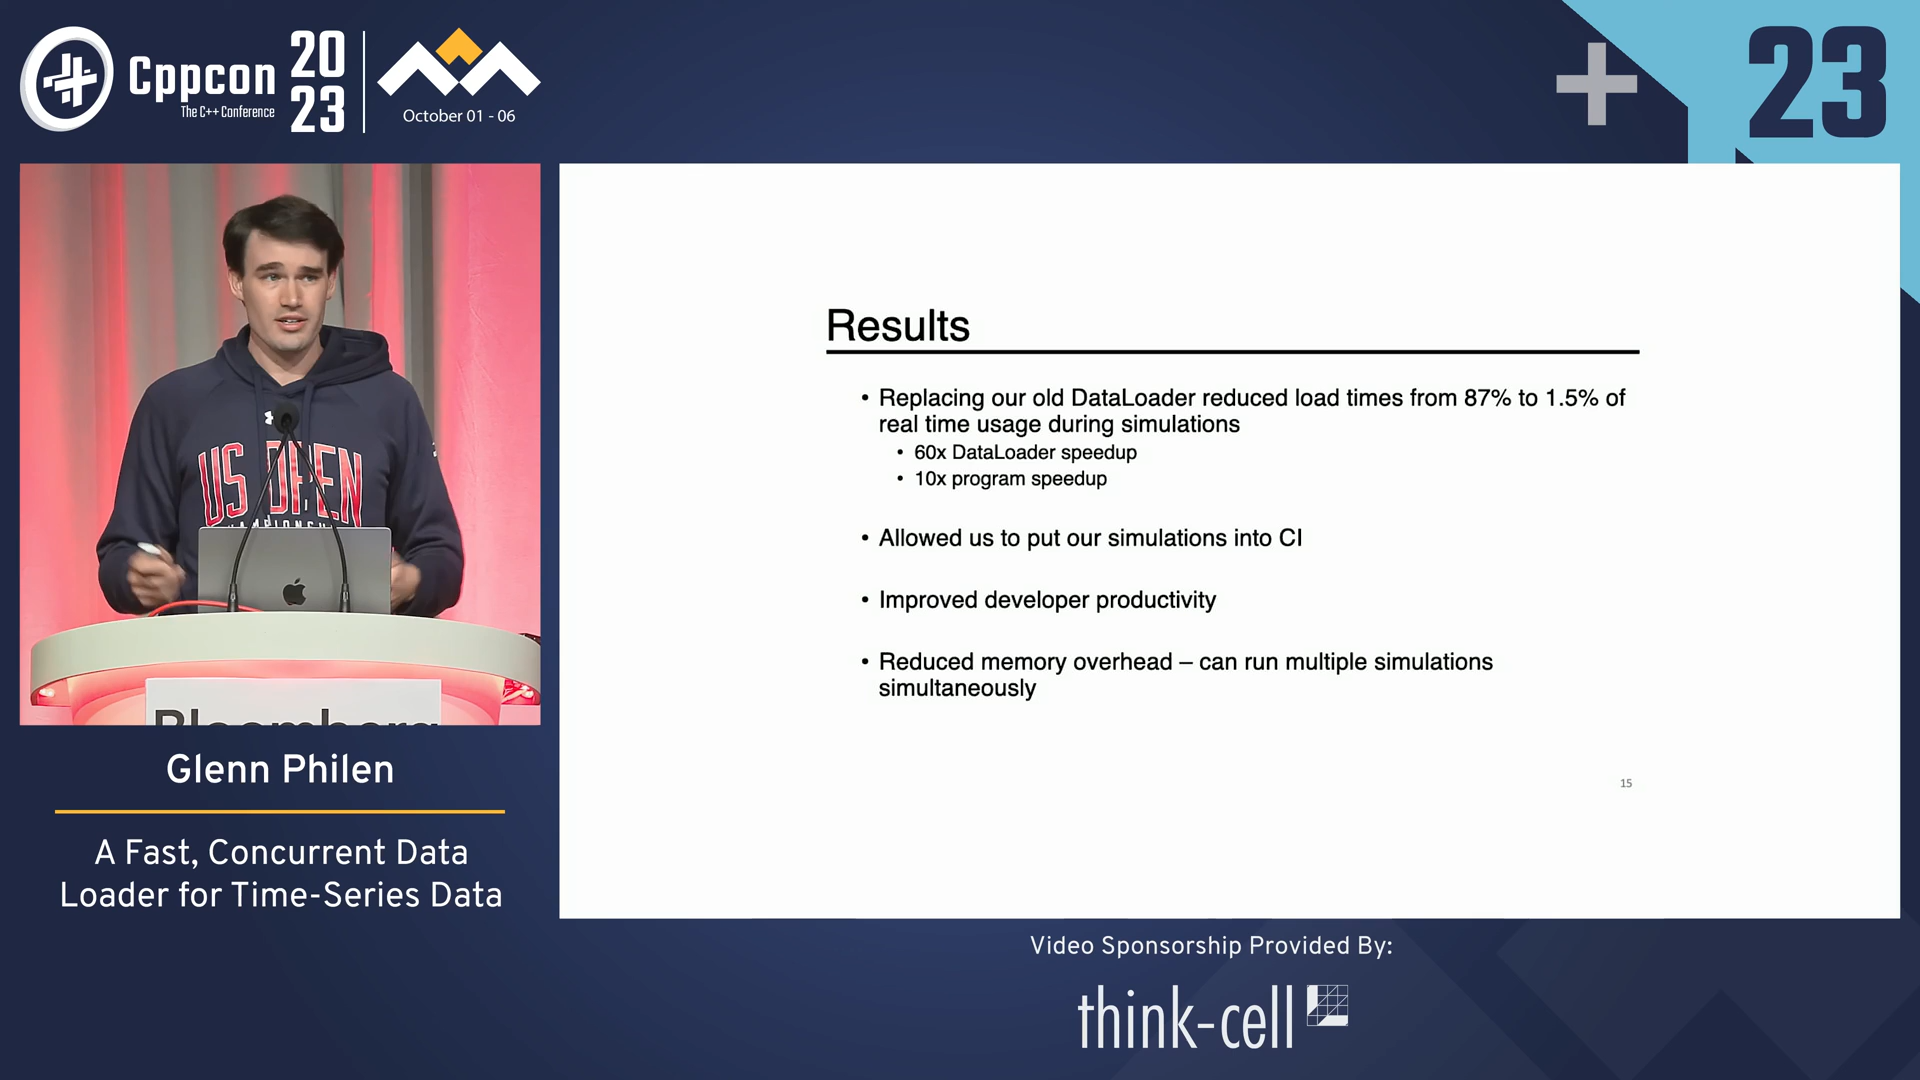 Cppcon
The C++ Conference
20
23
October 01 - 06
23
US OPEN
Bloomberg
Glenn Philen
A Fast, Concurrent Data
Loader for Time-Series Data
Results
• Replacing our old DataLoader reduced load times from 87% to 1.5% of
real time usage during simulations
• 60x DataLoader speedup
• 10x program speedup
• Allowed us to put our simulations into CI
• Improved developer productivity
• Reduced memory overhead – can run multiple simulations
simultaneously
15
Video Sponsorship Provided By:
think-cell